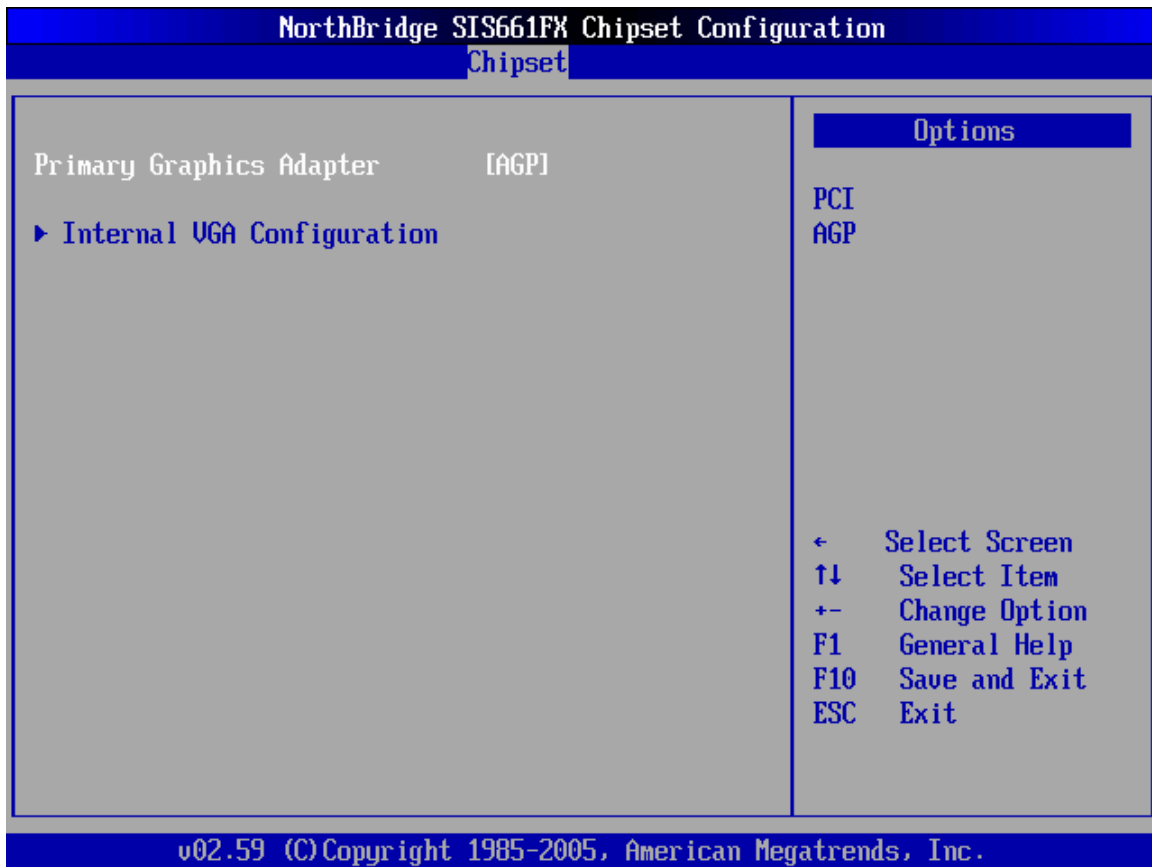 NorthBridge SIS661FX Chipset Configuration
Chipset
Primary Graphics Adapter [AGP]
▶ Internal VGA Configuration
Options
PCI
AGP
← Select Screen
↑↓ Select Item
+- Change Option
F1 General Help
F10 Save and Exit
ESC Exit
v02.59 (C)Copyright 1985-2005, American Megatrends, Inc.